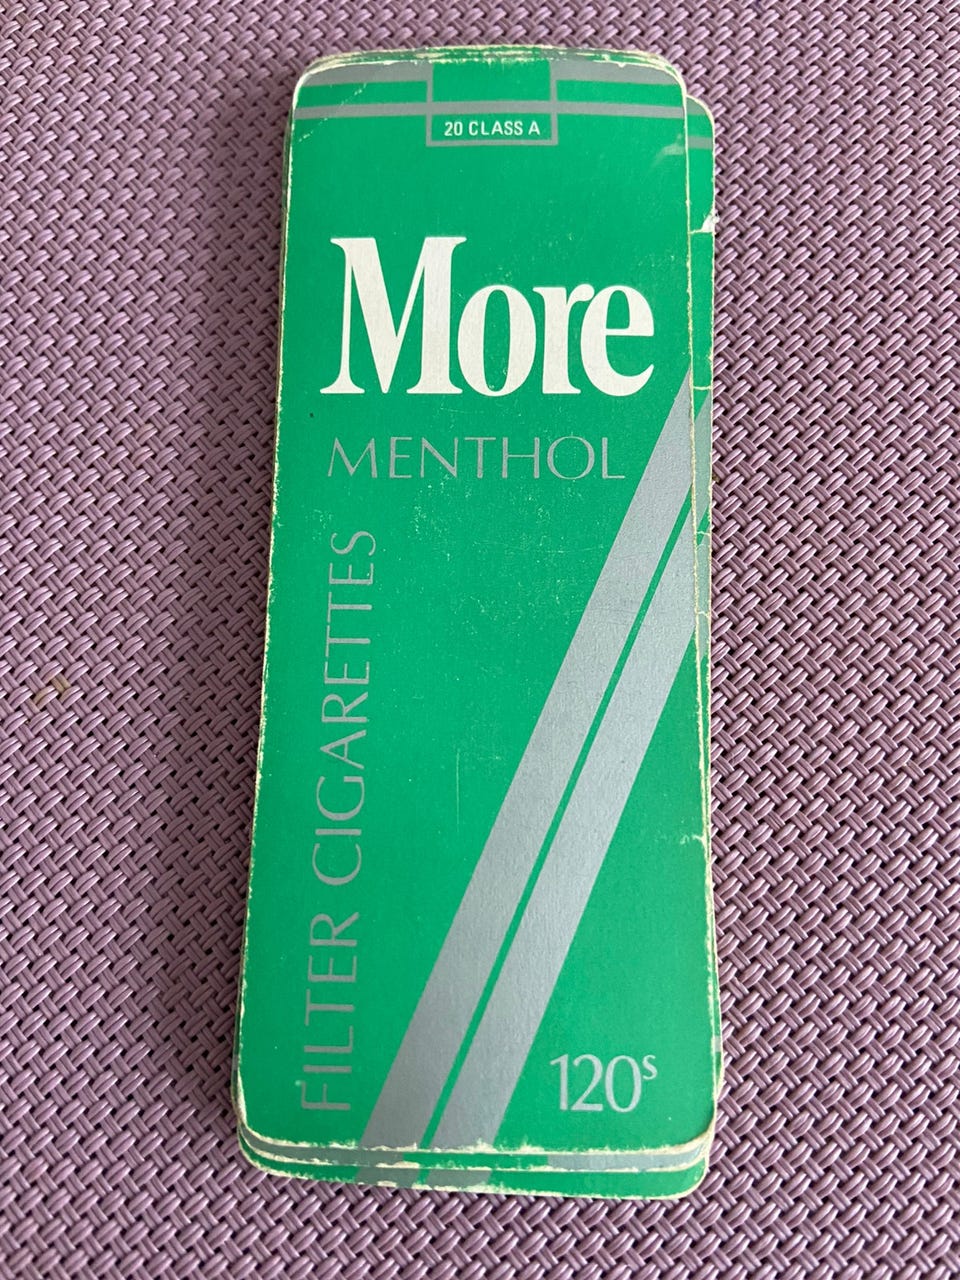 20 CLASS A
More
MENTHOL
FILTER CIGARETTES
120s